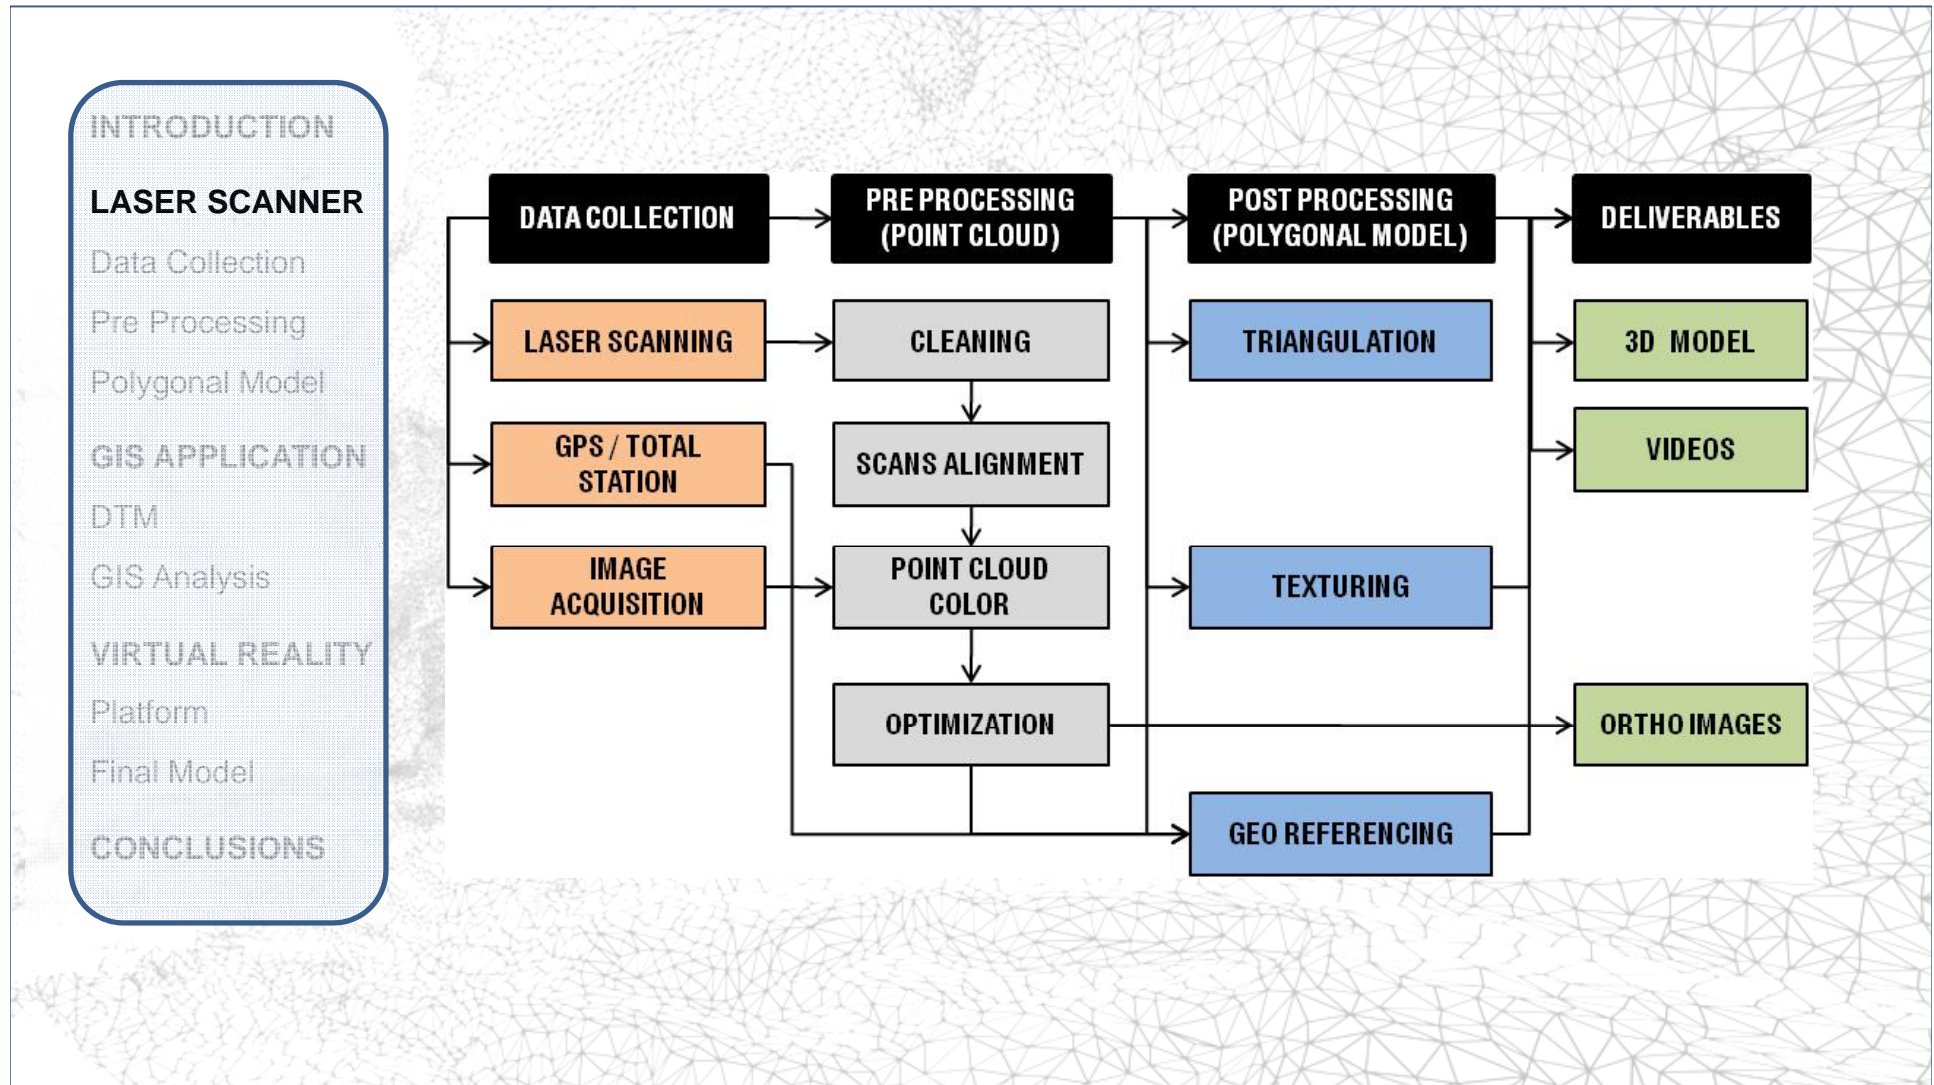 INTRODUCTION
LASER SCANNER
Data Collection
Pre Processing
Polygonal Model
GIS APPLICATION
DTM
GIS Analysis
VIRTUAL REALITY
Platform
Final Model
CONCLUSIONS
DATA COLLECTION
LASER SCANNING
GPS / TOTAL
STATION
IMAGE
ACQUISITION
PRE PROCESSING
(POINT CLOUD)
CLEANING
SCANS ALIGNMENT
POINT CLOUD
COLOR
OPTIMIZATION
POST PROCESSING
(POLYGONAL MODEL)
TRIANGULATION
TEXTURING
GEO REFERENCING
DELIVERABLES
3D MODEL
VIDEOS
ORTHO IMAGES